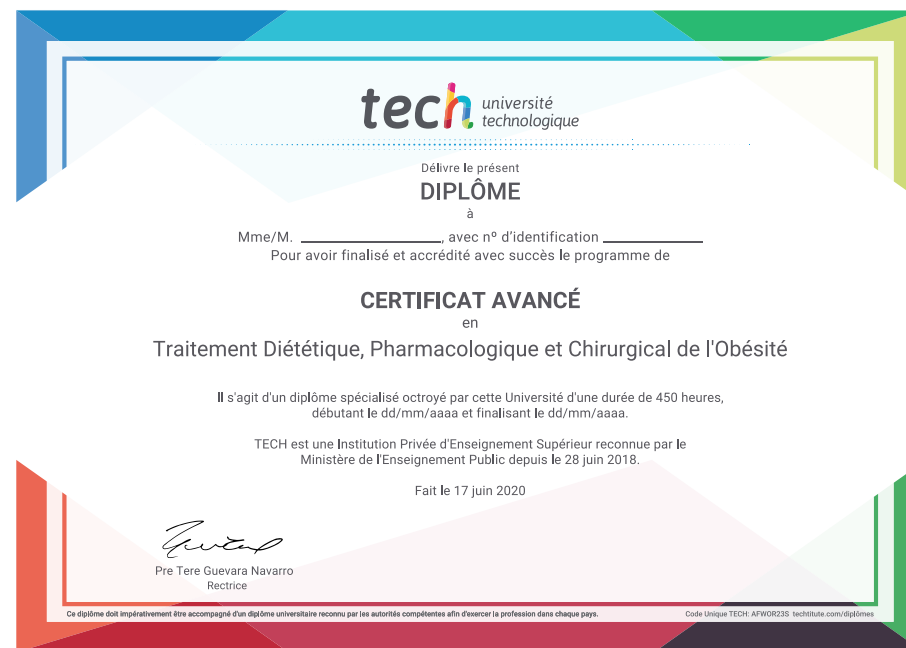 tech université
technologique
Délivre le présent
DIPLÔME
à
Mme/M. ____________________, avec nº d'identification ______________
Pour avoir finalisé et accrédité avec succès le programme de
CERTIFICAT AVANCÉ
en
Traitement Diététique, Pharmacologique et Chirurgical de l'Obésité
Il s'agit d'un diplôme spécialisé octroyé par cette Université d'une durée de 450 heures,
débutant le dd/mm/aaaa et finalisant le dd/mm/aaaa.
TECH est une Institution Privée d'Enseignement Supérieur reconnue par le
Ministère de l'Enseignement Public depuis le 28 juin 2018.
Fait le 17 juin 2020
Pre Tere Guevara Navarro
Rectrice
Ce diplôme doit impérativement être accompagné d'un diplôme universitaire reconnu par les autorités compétentes afin d'exercer la profession dans chaque pays.
Code Unique TECH: AFWOR23S techtitute.com/diplômes